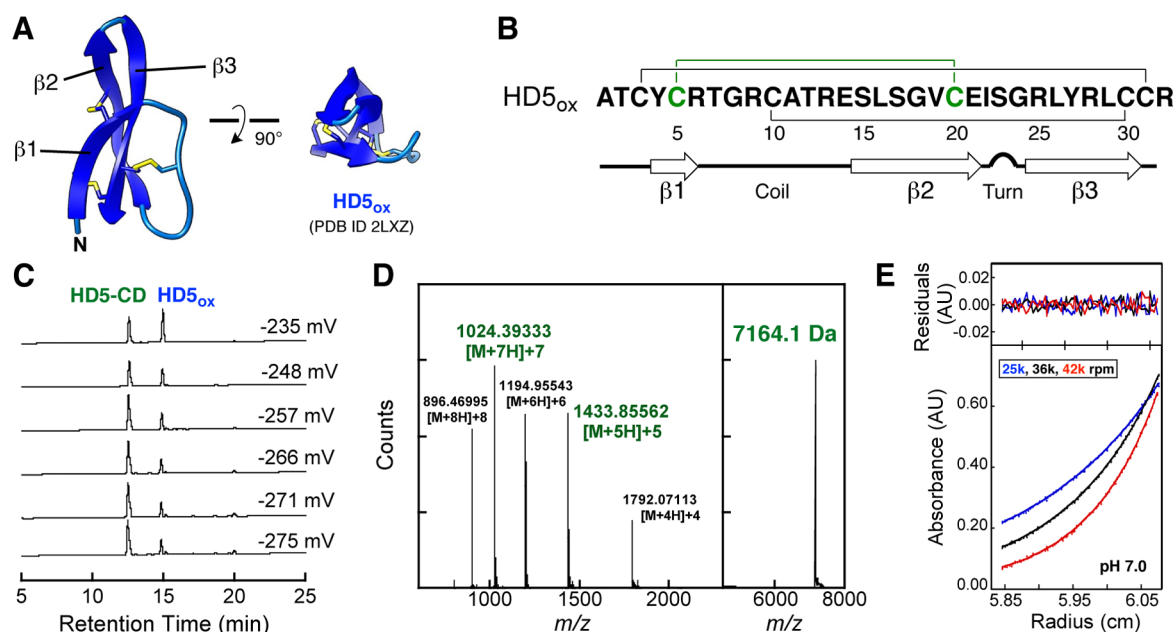 A
β2
β3
β1
90°
N
HD5ox
(PDB ID 2LXZ)
B
HD5ox ATCYCRTGRCATRESLSGVCEISGRLYRLCCR
5 10 15 20 25 30
β1 Coil β2 Turn β3
C
HD5-CD HD5ox
-235 mV
-248 mV
-257 mV
-266 mV
-271 mV
-275 mV
5 10 15 20 25
Retention Time (min)
D
Counts
1024.39333
[M+7H]+7
896.46995
[M+8H]+8
1194.95543
[M+6H]+6
1433.85562
[M+5H]+5
1792.07113
[M+4H]+4
7164.1 Da
1000 1500 2000
m/z
6000 8000
m/z
E
Residuals
(AU)
0.02
0.00
-0.02
25k, 36k, 42k rpm
Absorbance (AU)
0.60
0.40
0.20
0.00
pH 7.0
5.85 5.95 6.05
Radius (cm)